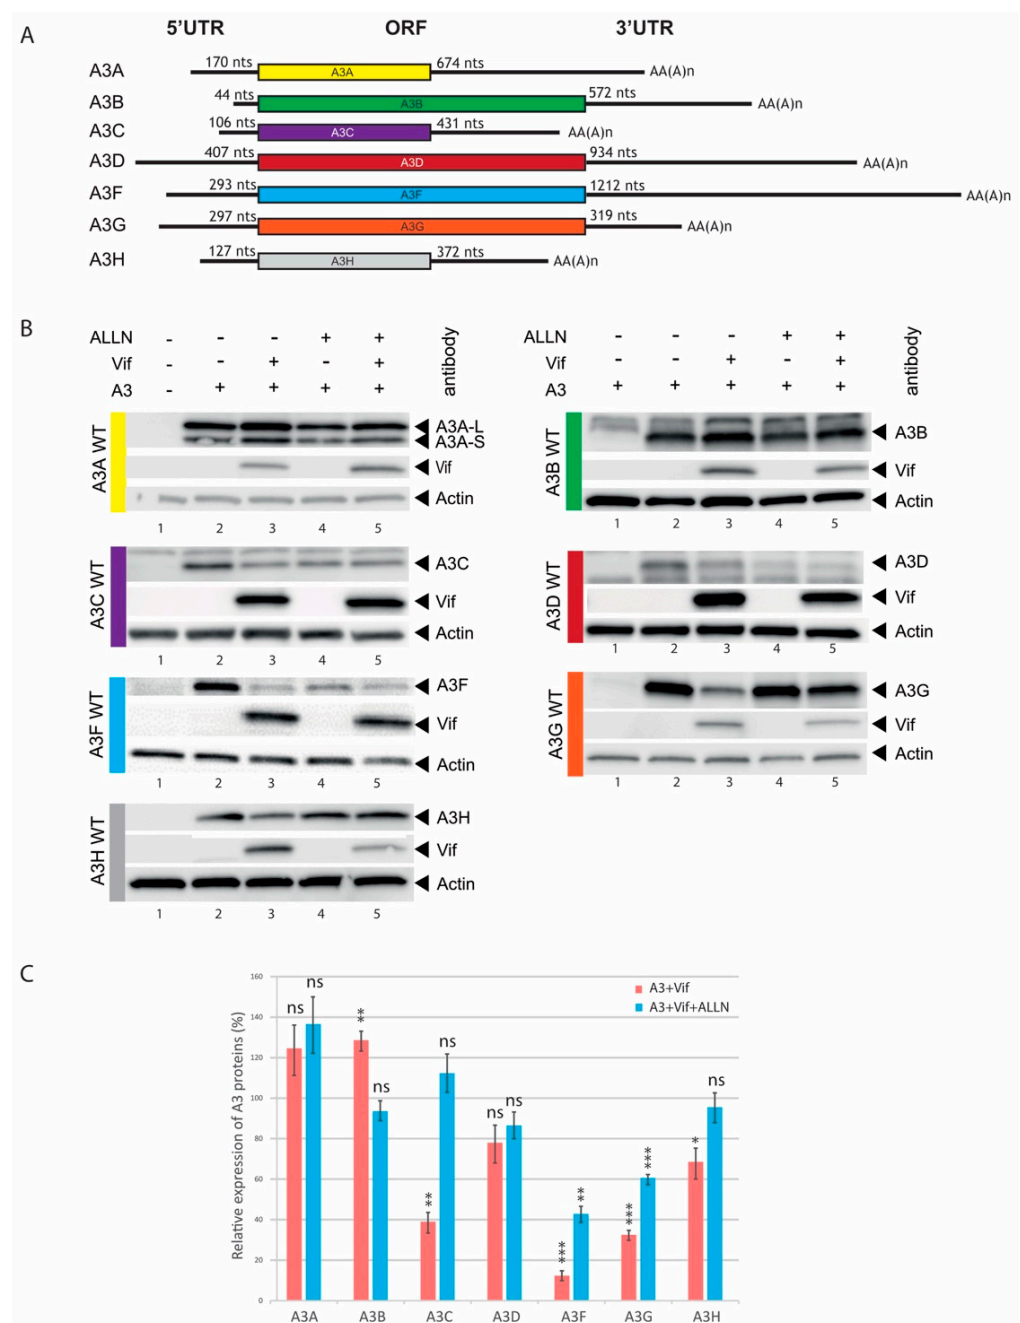 A
5'UTR ORF 3'UTR
A3A 170 nts A3A 674 nts AA(A)n
A3B 44 nts A3B 572 nts AA(A)n
A3C 106 nts A3C 431 nts AA(A)n
A3D 407 nts A3D 934 nts AA(A)n
A3F 293 nts A3F 1212 nts AA(A)n
A3G 297 nts A3G 319 nts AA(A)n
A3H 127 nts A3H 372 nts AA(A)n
B
ALLN - - - + +
Vif - - + - +
A3 - + + + +
antibody
A3A WT
A3A-L
A3A-S
Vif
Actin
1 2 3 4 5
A3C WT
A3C
Vif
Actin
1 2 3 4 5
A3F WT
A3F
Vif
Actin
1 2 3 4 5
A3H WT
A3H
Vif
Actin
1 2 3 4 5
ALLN - - - + +
Vif - - + - +
A3 + + + + +
antibody
A3B WT
A3B
Vif
Actin
1 2 3 4 5
A3D WT
A3D
Vif
Actin
1 2 3 4 5
A3G WT
A3G
Vif
Actin
1 2 3 4 5
C
Relative expression of A3 proteins (%)
160
140
120
100
80
60
40
20
0
A3+Vif
A3+Vif+ALLN
ns ns
** ns
** ns
ns ns
*** **
*** ***
* ns
A3A A3B A3C A3D A3F A3G A3H